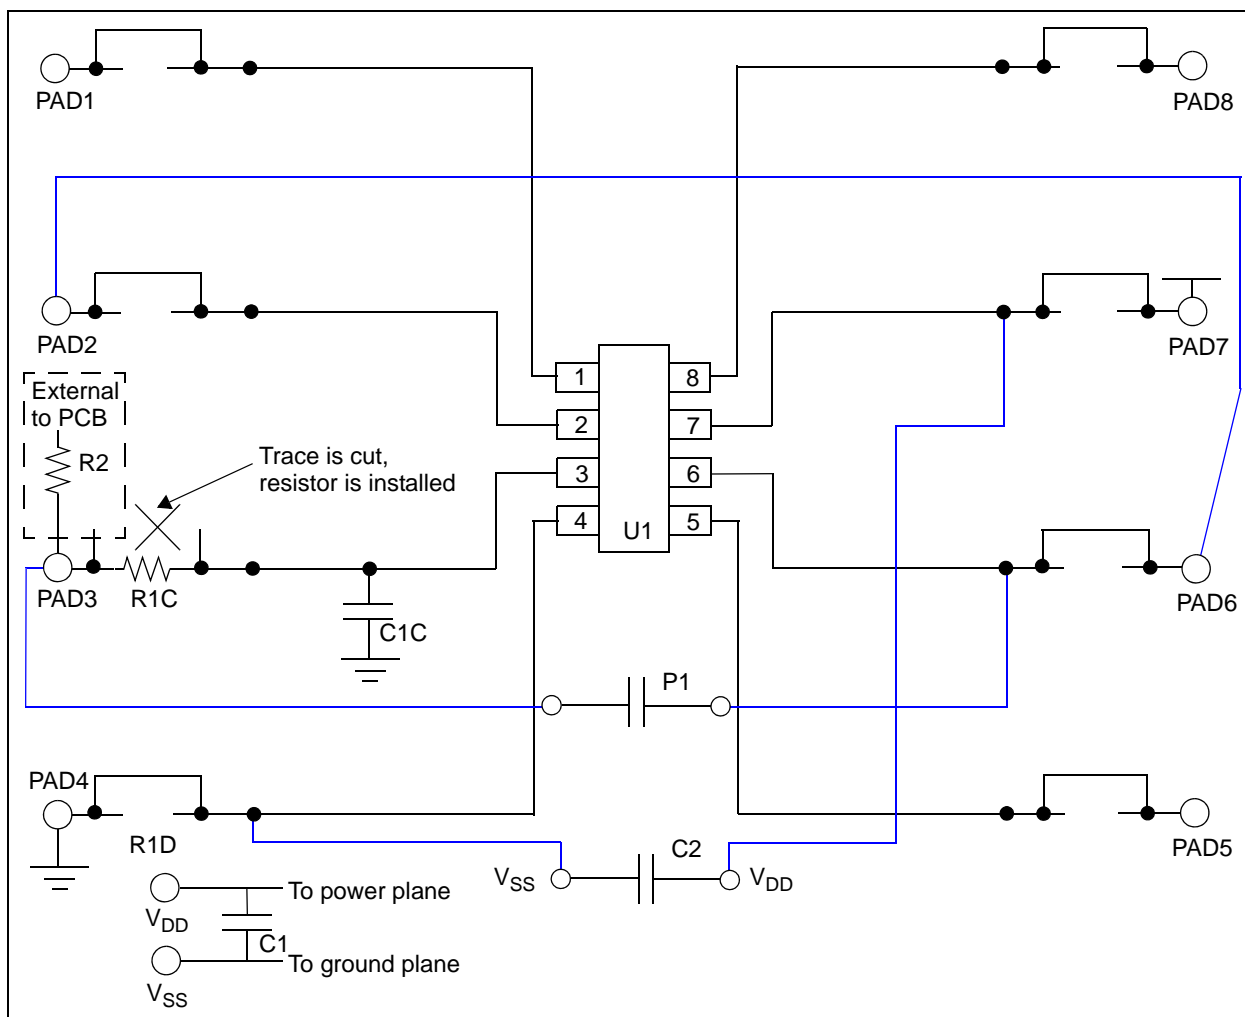 PAD1
PAD8
PAD2
PAD7
External
to PCB
R2
Trace is cut,
resistor is installed
1
2
3
4
8
7
6
5
U1
PAD3
R1C
C1C
PAD6
P1
PAD4
R1D
C2
VSS
VDD
PAD5
To power plane
VDD
C1
To ground plane
VSS